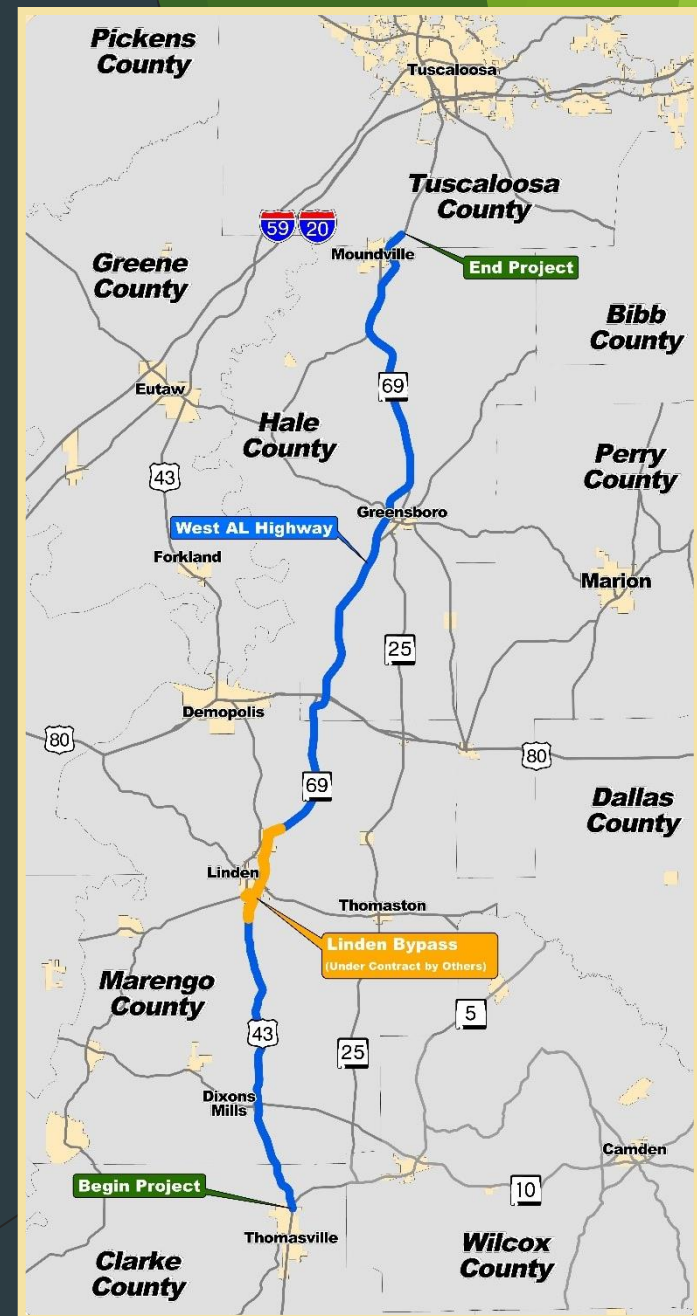 Pickens
County
Tuscaloosa
Tuscaloosa
County
59
20
Moundville
End Project
Greene
County
Bibb
County
69
Eutaw
Hale
County
Perry
County
43
Greensboro
West AL Highway
Forkland
Marion
25
Demopolis
80
80
69
Dallas
County
Linden
Thomaston
Linden Bypass
(Under Contract by Others)
Marengo
County
5
43
25
Dixons
Mills
Camden
Begin Project
10
Thomasville
Wilcox
County
Clarke
County